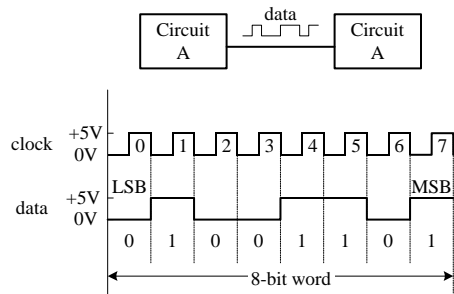 data
Circuit A
Circuit A
clock
+5V
0V
0 1 2 3 4 5 6 7
LSB
MSB
data
+5V
0V
0 1 0 0 1 1 0 1
8-bit word